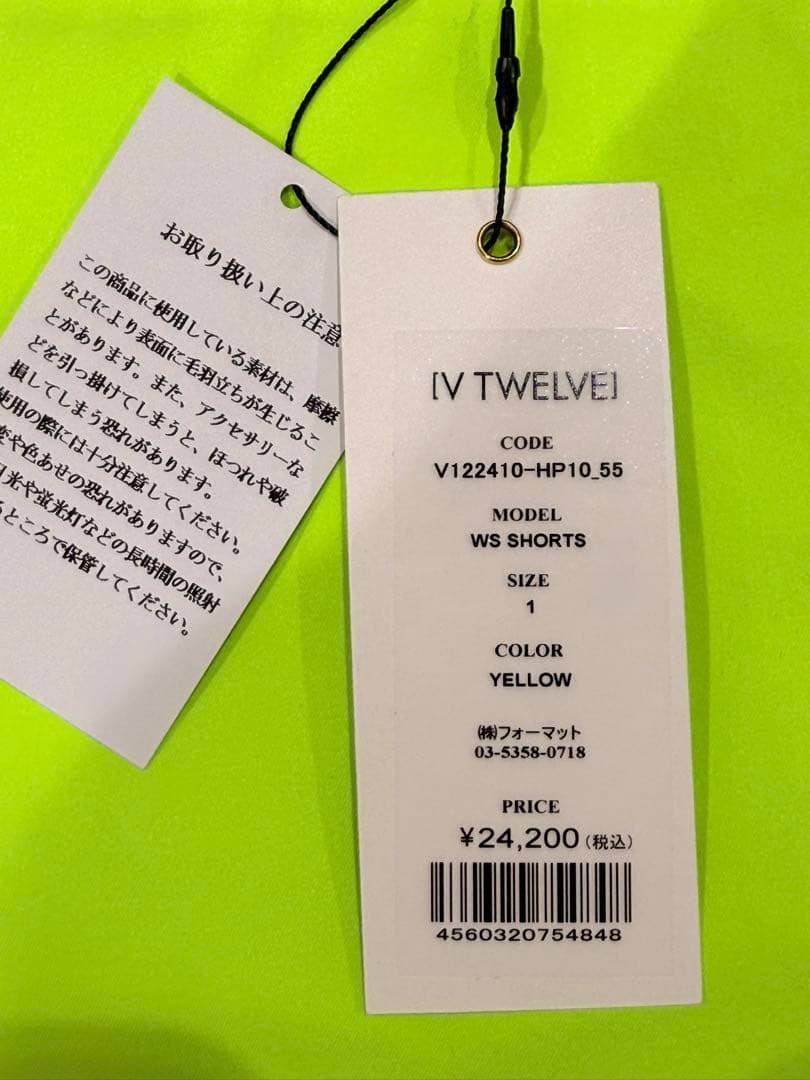 お取り扱い上の注意
この商品に使用している素材は、摩擦
などにより表面に毛羽立ちが生じるこ
とがあります。また、アクセサリーな
どを引っ掛けてしまうと、ほつれや破
損してしまう恐れがあります。
使用の際には十分注意してください。
変や色あせの恐れがありますので、
日光や蛍光灯などの長時間の照射
るところで保管してください。
[V TWELVE]
CODE
V122410-HP10_55
MODEL
WS SHORTS
SIZE
1
COLOR
YELLOW
㈱フォーマット
03-5358-0718
PRICE
¥24,200(税込)
4560320754848